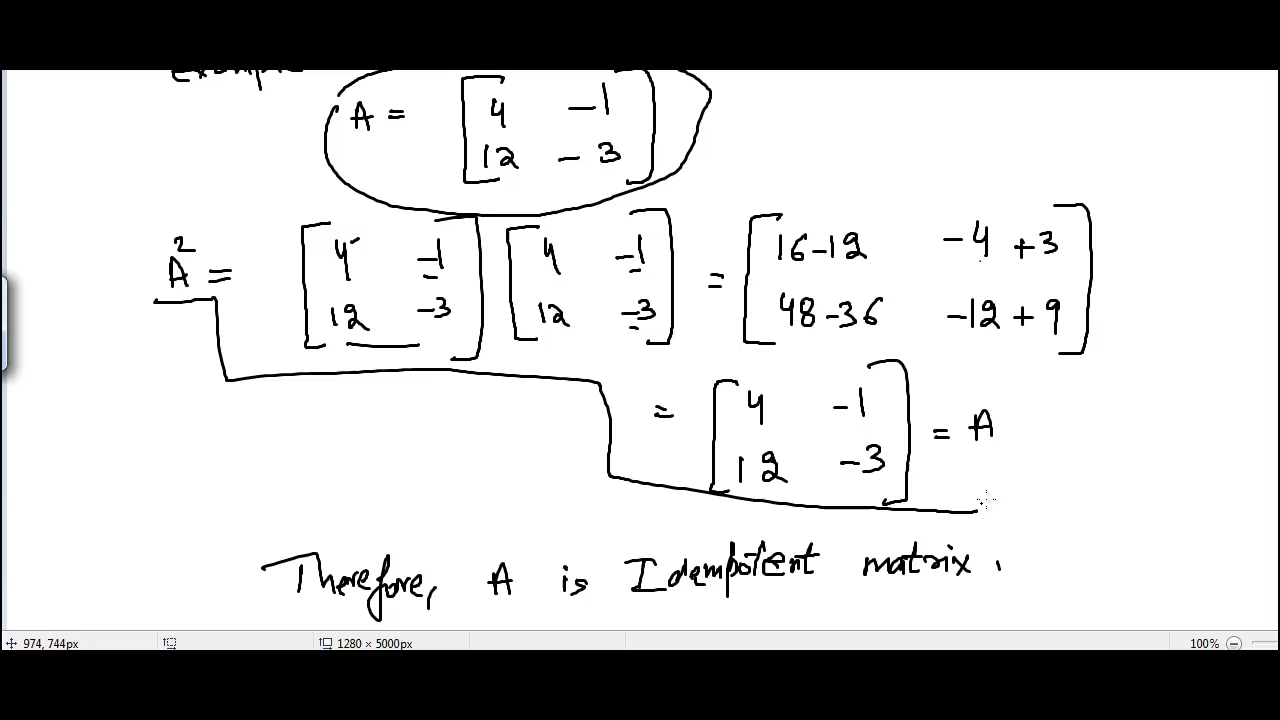 Example
A = [4 -1
12 -3]
A² = [4 -1 [4 -1 = [16-12 -4+3
12 -3] 12 -3] 48-36 -12+9]
= [4 -1 = A
12 -3]
Therefore, A is Idempotent matrix.
974, 744px 1280 × 5000px 100%